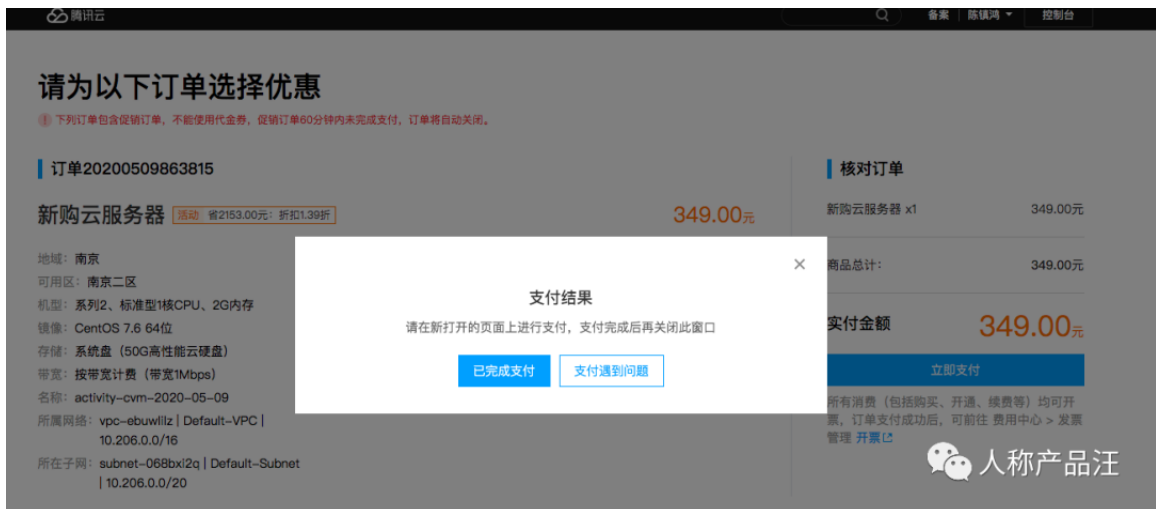 腾讯云
备案 陈镇鸿 控制台
请为以下订单选择优惠
下列订单包含促销订单，不能使用代金券，促销订单60分钟内未完成支付，订单将自动关闭。
订单20200509863815
新购云服务器 活动 省2153.00元；折扣1.39折 349.00元
地域：南京
可用区：南京二区
机型：系列2、标准型1核CPU、2G内存
镜像：CentOS 7.6 64位
存储：系统盘（50G高性能云硬盘）
带宽：按带宽计费（带宽1Mbps）
名称：activity-cvm-2020-05-09
所属网络：vpc-ebuwlilz | Default-VPC |
10.206.0.0/16
所在子网：subnet-068bxl2q | Default-Subnet
| 10.206.0.0/20
支付结果
请在新打开的页面上进行支付，支付完成后再关闭此窗口
已完成支付 支付遇到问题
核对订单
新购云服务器 x1 349.00元
商品总计： 349.00元
实付金额 349.00元
立即支付
所有消费（包括购买、开通、续费等）均可开
票，订单支付成功后，可前往 费用中心 > 发票
管理 开票
人称产品汪